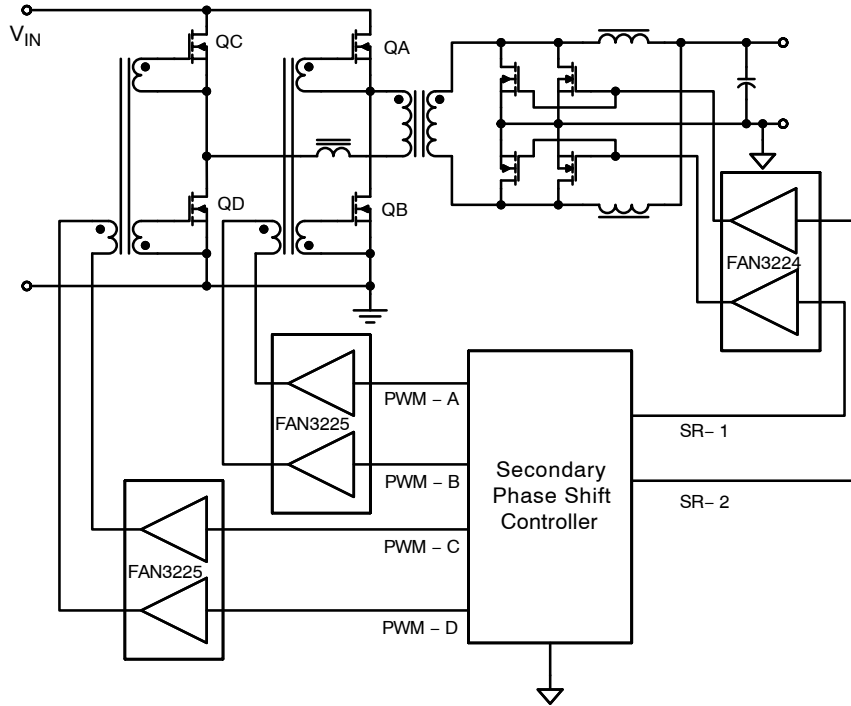 V_IN
QC
QA
QD
QB
FAN3224
PWM – A
FAN3225
SR– 1
PWM – B
Secondary
Phase Shift
Controller
SR– 2
PWM – C
FAN3225
PWM – D